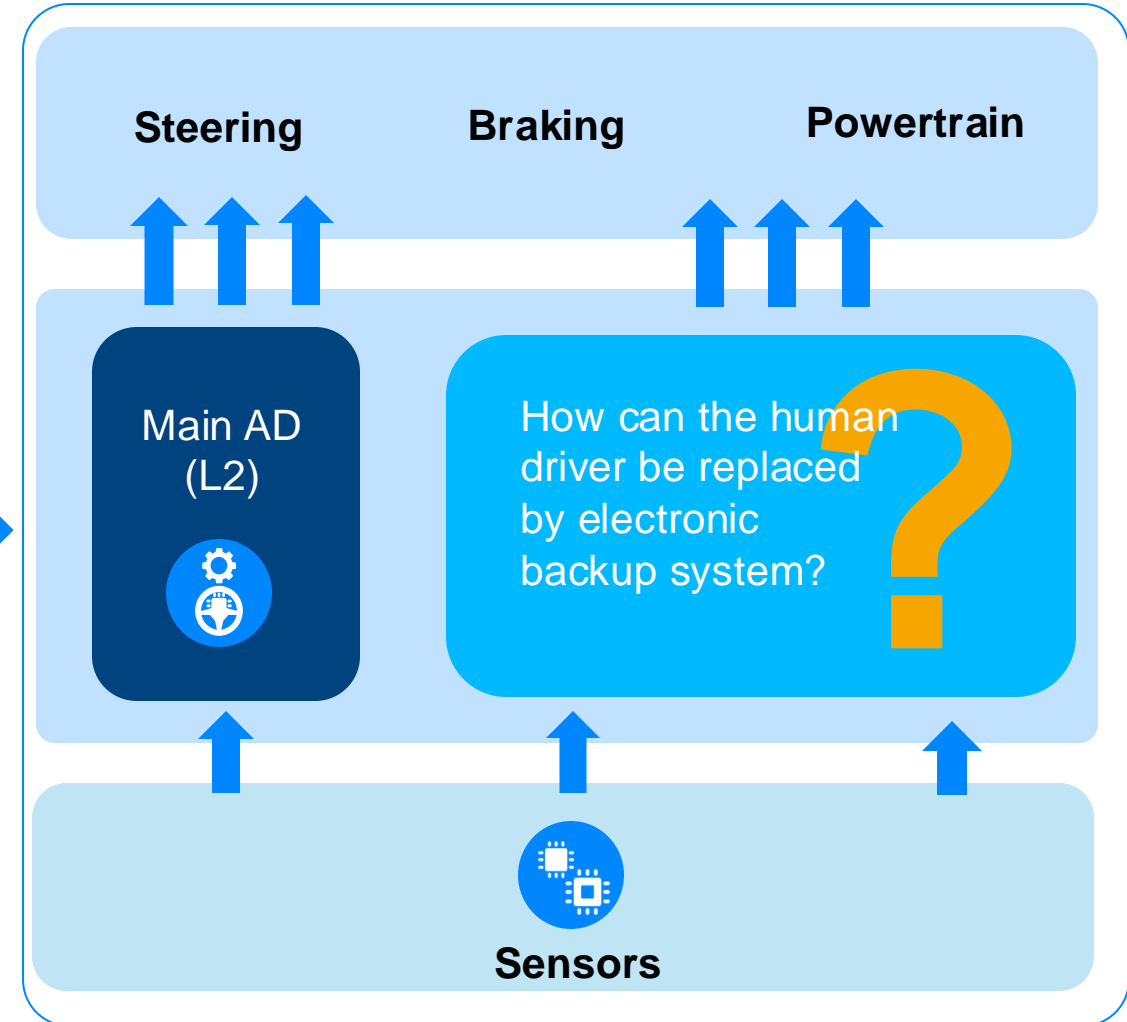 Steering
Braking
Powertrain
Main AD
(L2)
How can the human
driver be replaced
by electronic
backup system?
?
Sensors